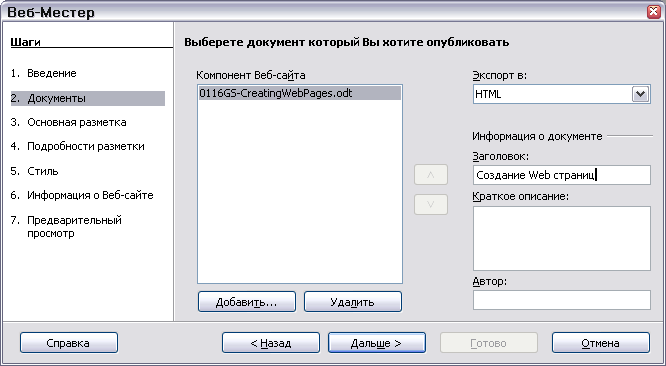 Веб-Мастер
Шаги
1. Введение
2. Документы
3. Основная разметка
4. Подробности разметки
5. Стиль
6. Информация о Веб-сайте
7. Предварительный
просмотр
Выберете документ который Вы хотите опубликовать
Компонент Веб-сайта
0116GS-CreatingWebPages.odt
Добавить...
Удалить
Экспорт в:
HTML
Информация о документе
Заголовок:
Создание Web страниц
Краткое описание:
Автор:
Справка
< Назад
Дальше >
Готово
Отмена